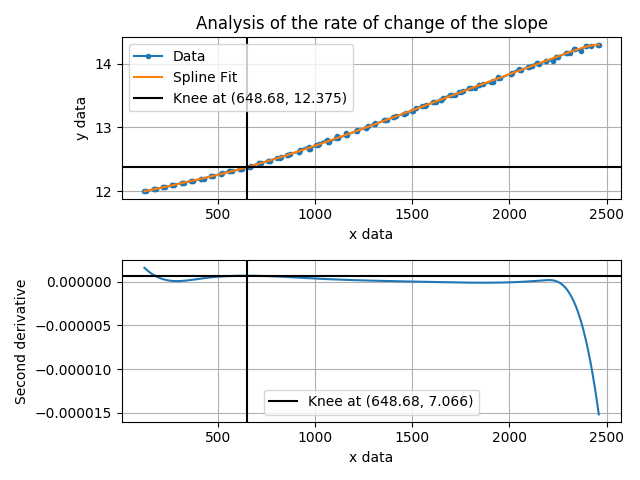 Analysis of the rate of change of the slope
Data
Spline Fit
Knee at (648.68, 12.375)
14
13
12
y data
500 1000 1500 2000 2500
x data
0.000000
−0.000005
−0.000010
−0.000015
Second derivative
Knee at (648.68, 7.066)
500 1000 1500 2000 2500
x data